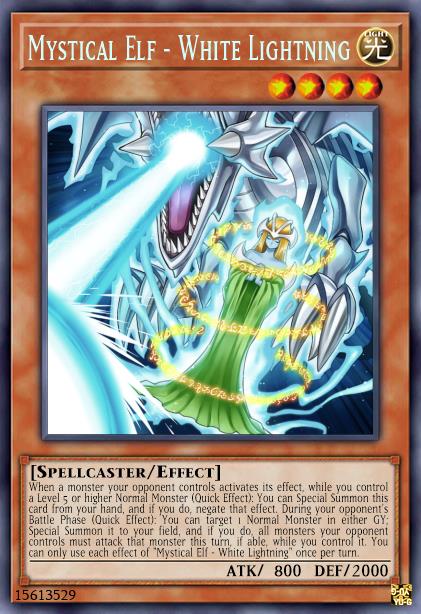 Mystical Elf - White Lightning
LIGHT
光
[Spellcaster/Effect]
When a monster your opponent controls activates its effect, while you control
a Level 5 or higher Normal Monster (Quick Effect): You can Special Summon this
card from your hand, and if you do, negate that effect. During your opponent's
Battle Phase (Quick Effect): You can target 1 Normal Monster in either GY;
Special Summon it to your field, and if you do, all monsters your opponent
controls must attack that monster this turn, if able, while you control it. You
can only use each effect of "Mystical Elf - White Lightning" once per turn.
ATK/ 800 DEF/2000
15613529